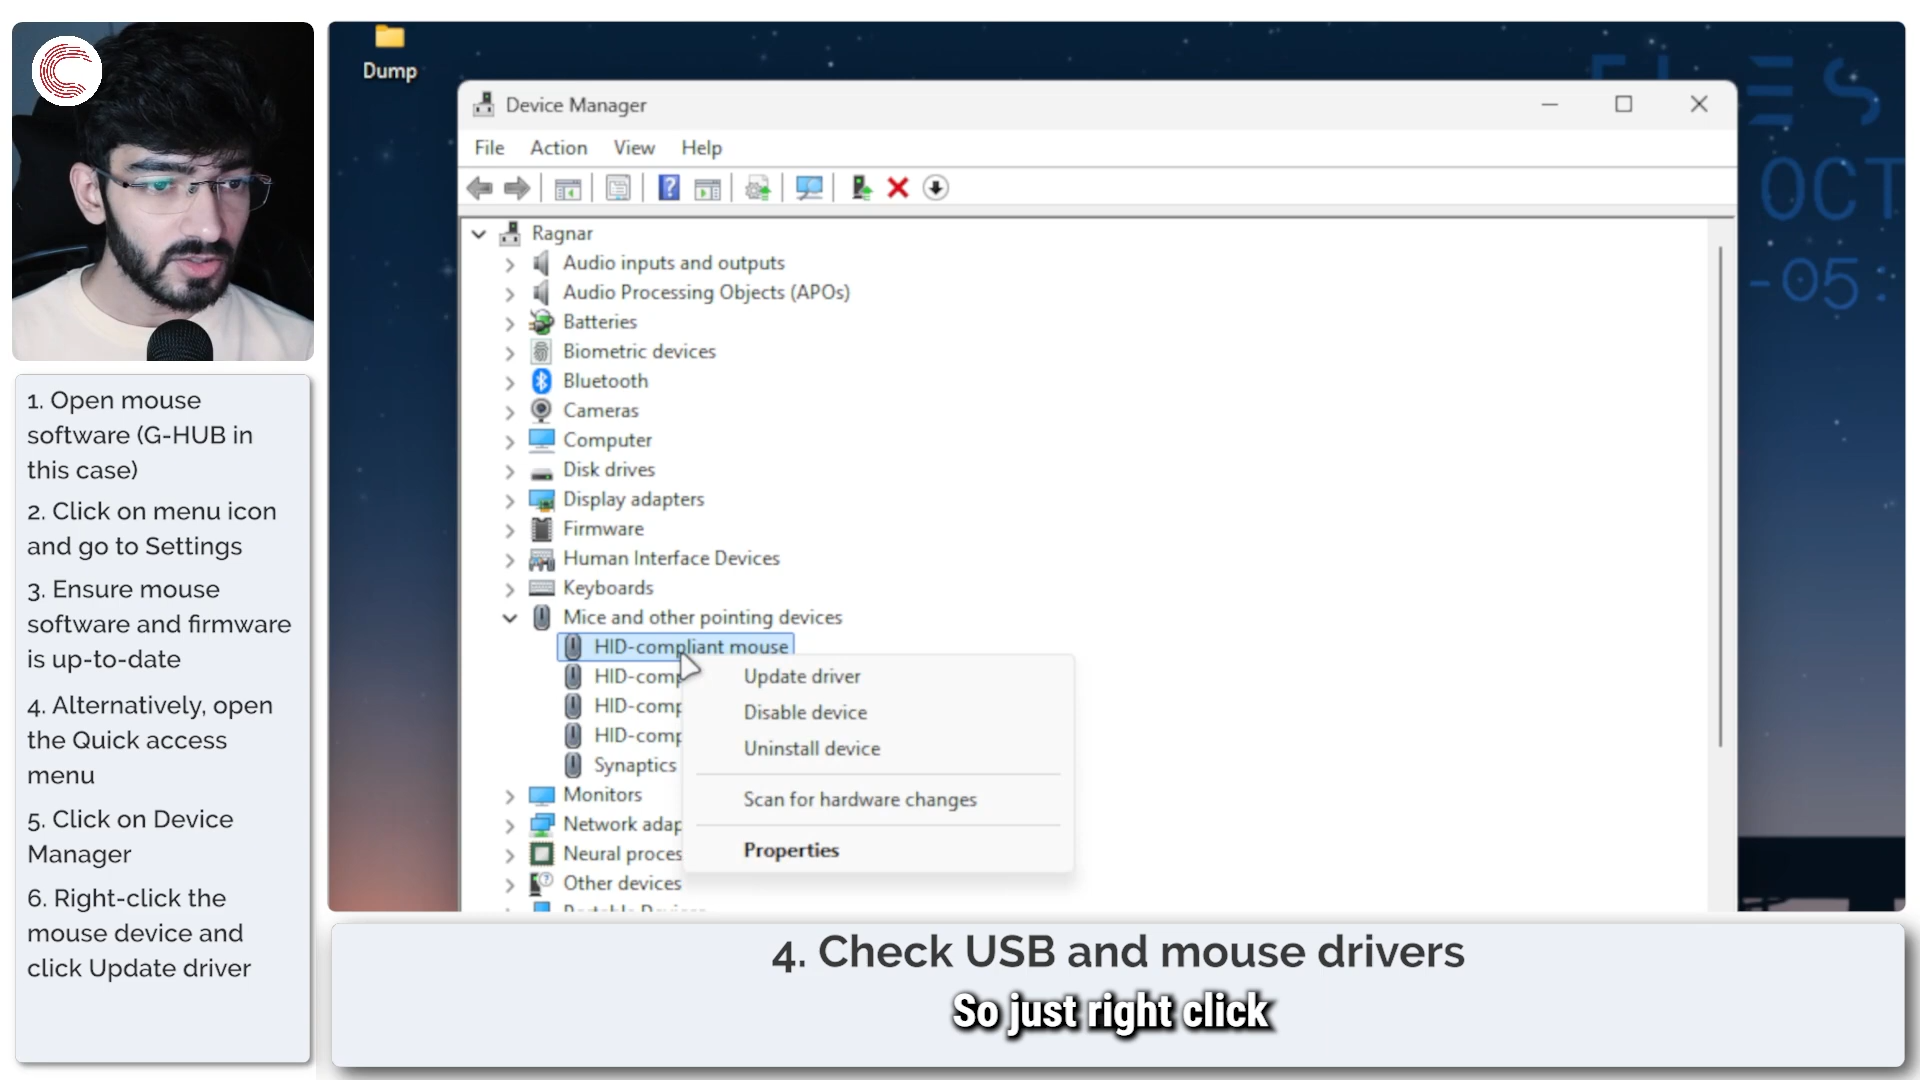 Dump
Device Manager
File Action View Help
Ragnar
Audio inputs and outputs
Audio Processing Objects (APOs)
Batteries
Biometric devices
Bluetooth
Cameras
Computer
Disk drives
Display adapters
Firmware
Human Interface Devices
Keyboards
Mice and other pointing devices
HID-compliant mouse
HID-comp
HID-comp
HID-comp
Synaptics
Monitors
Network adap
Neural proces
Other devices
Update driver
Disable device
Uninstall device
Scan for hardware changes
Properties
OCT
-05:
1. Open mouse
software (G-HUB in
this case)
2. Click on menu icon
and go to Settings
3. Ensure mouse
software and firmware
is up-to-date
4. Alternatively, open
the Quick access
menu
5. Click on Device
Manager
6. Right-click the
mouse device and
click Update driver
4. Check USB and mouse drivers
So just right click